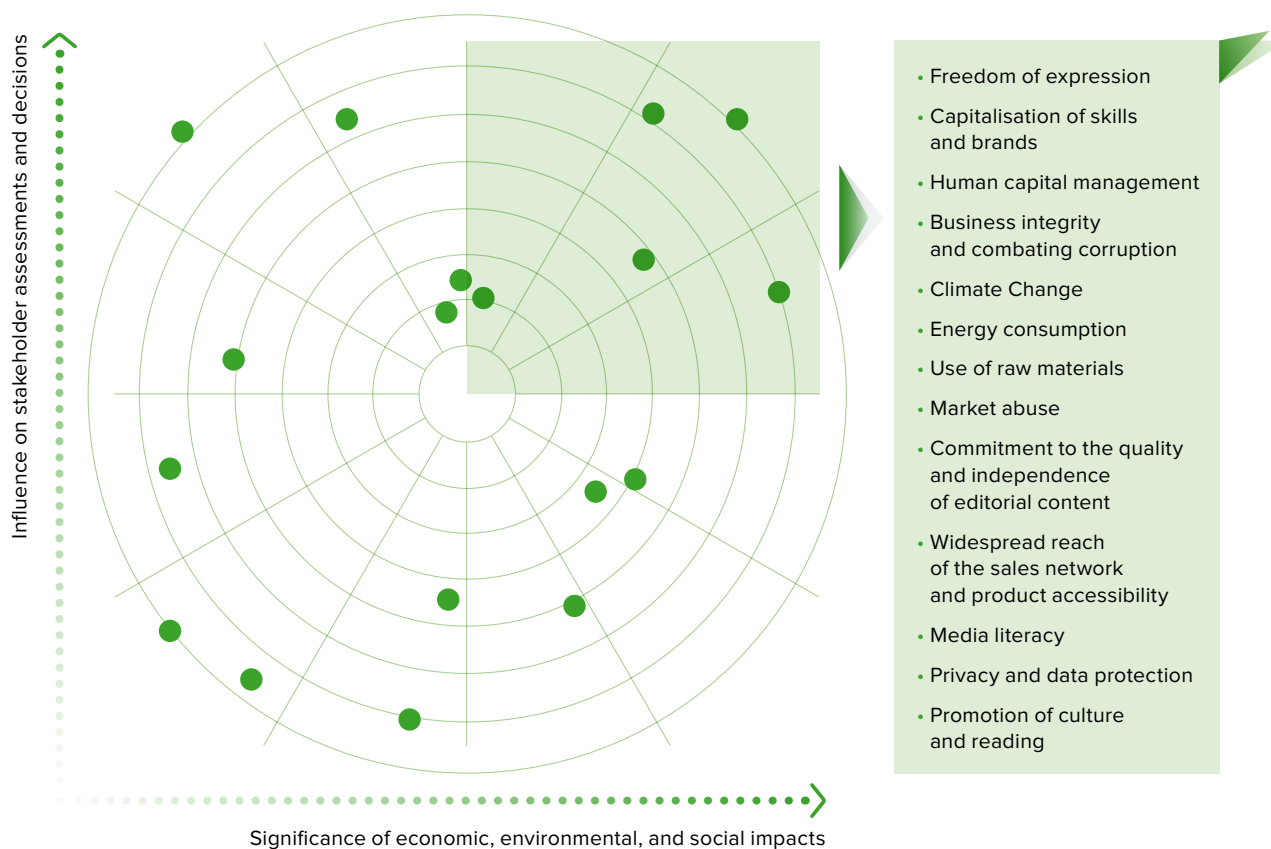 Influence on stakeholder assessments and decisions
• Freedom of expression
• Capitalisation of skills
and brands
• Human capital management
• Business integrity
and combating corruption
• Climate Change
• Energy consumption
• Use of raw materials
• Market abuse
• Commitment to the quality
and independence
of editorial content
• Widespread reach
of the sales network
and product accessibility
• Media literacy
• Privacy and data protection
• Promotion of culture
and reading
Significance of economic, environmental, and social impacts